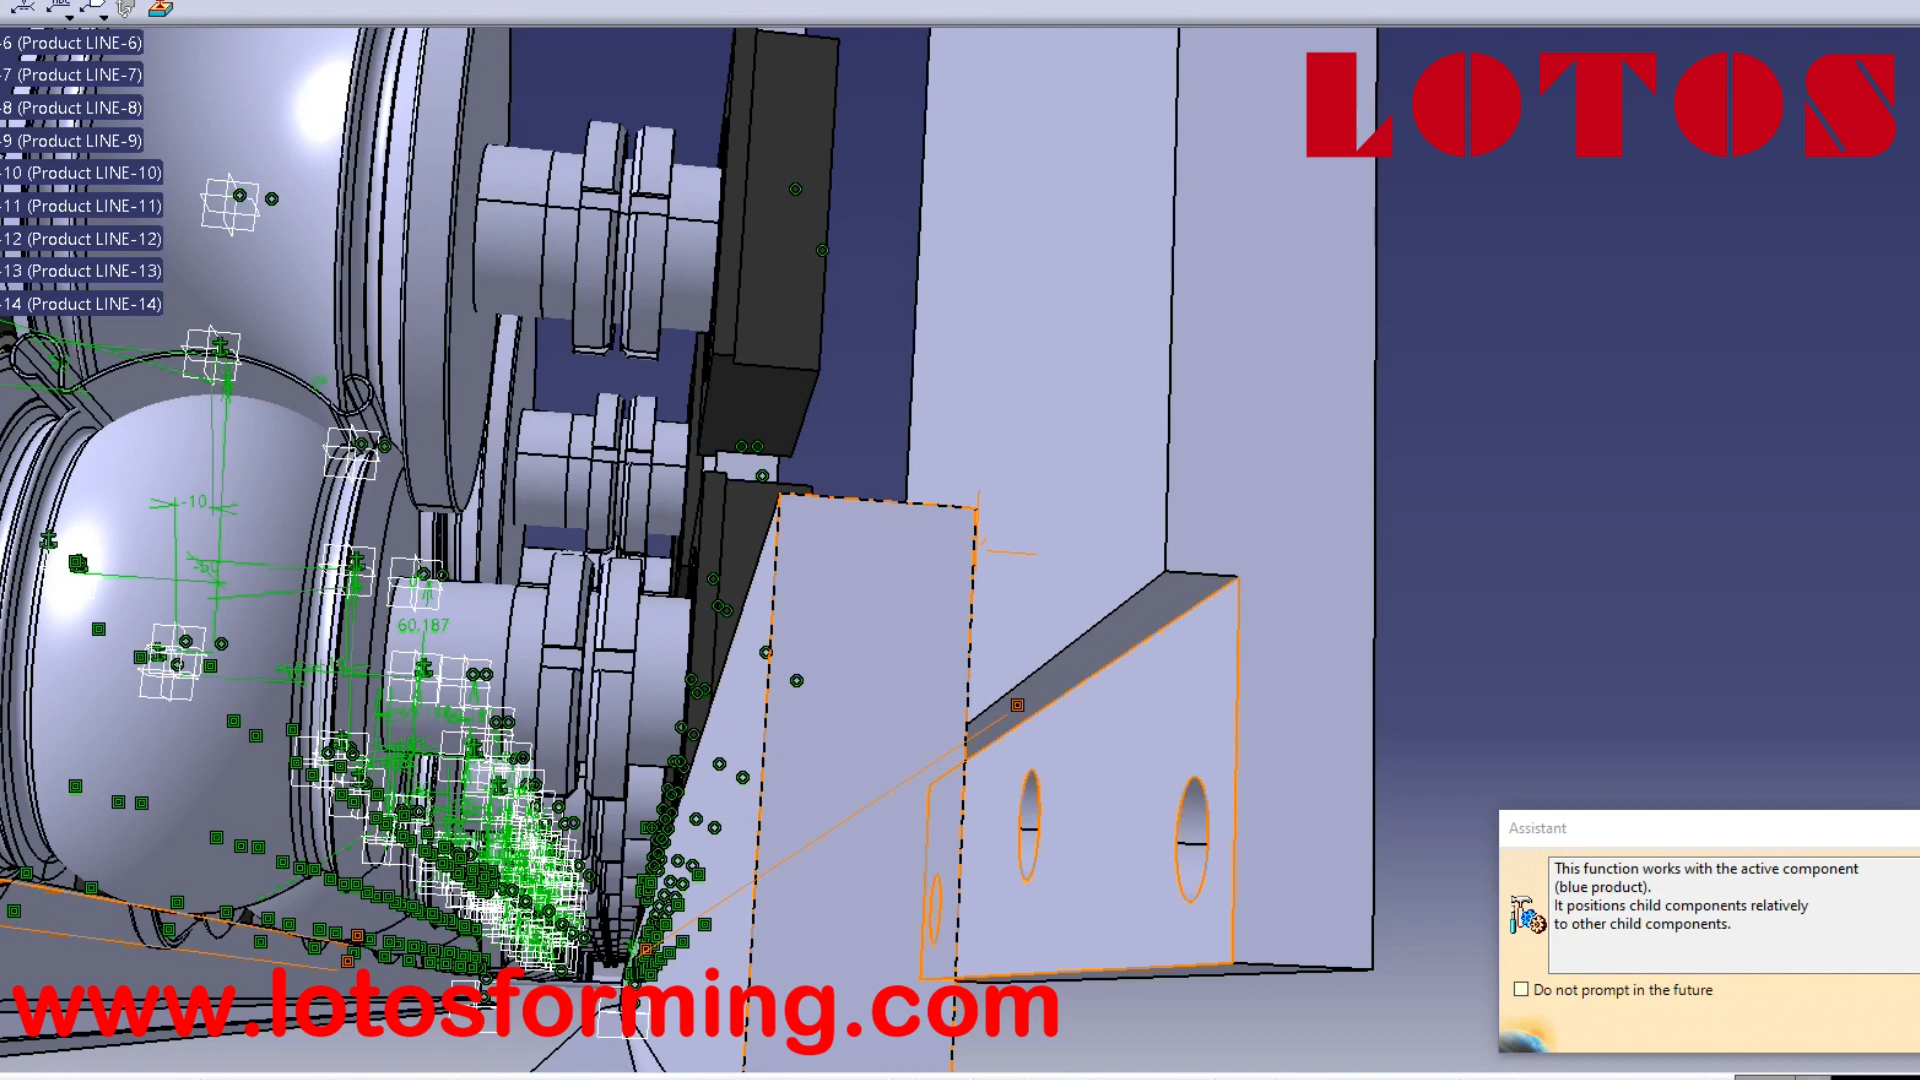 -6 (Product LINE-6)
-7 (Product LINE-7)
-8 (Product LINE-8)
-9 (Product LINE-9)
-10 (Product LINE-10)
-11 (Product LINE-11)
-12 (Product LINE-12)
-13 (Product LINE-13)
-14 (Product LINE-14)
LOTOS
-10
-50
60.187
Assistant
This function works with the active component
(blue product).
It positions child components relatively
to other child components.
Do not prompt in the future
www.lotosforming.com